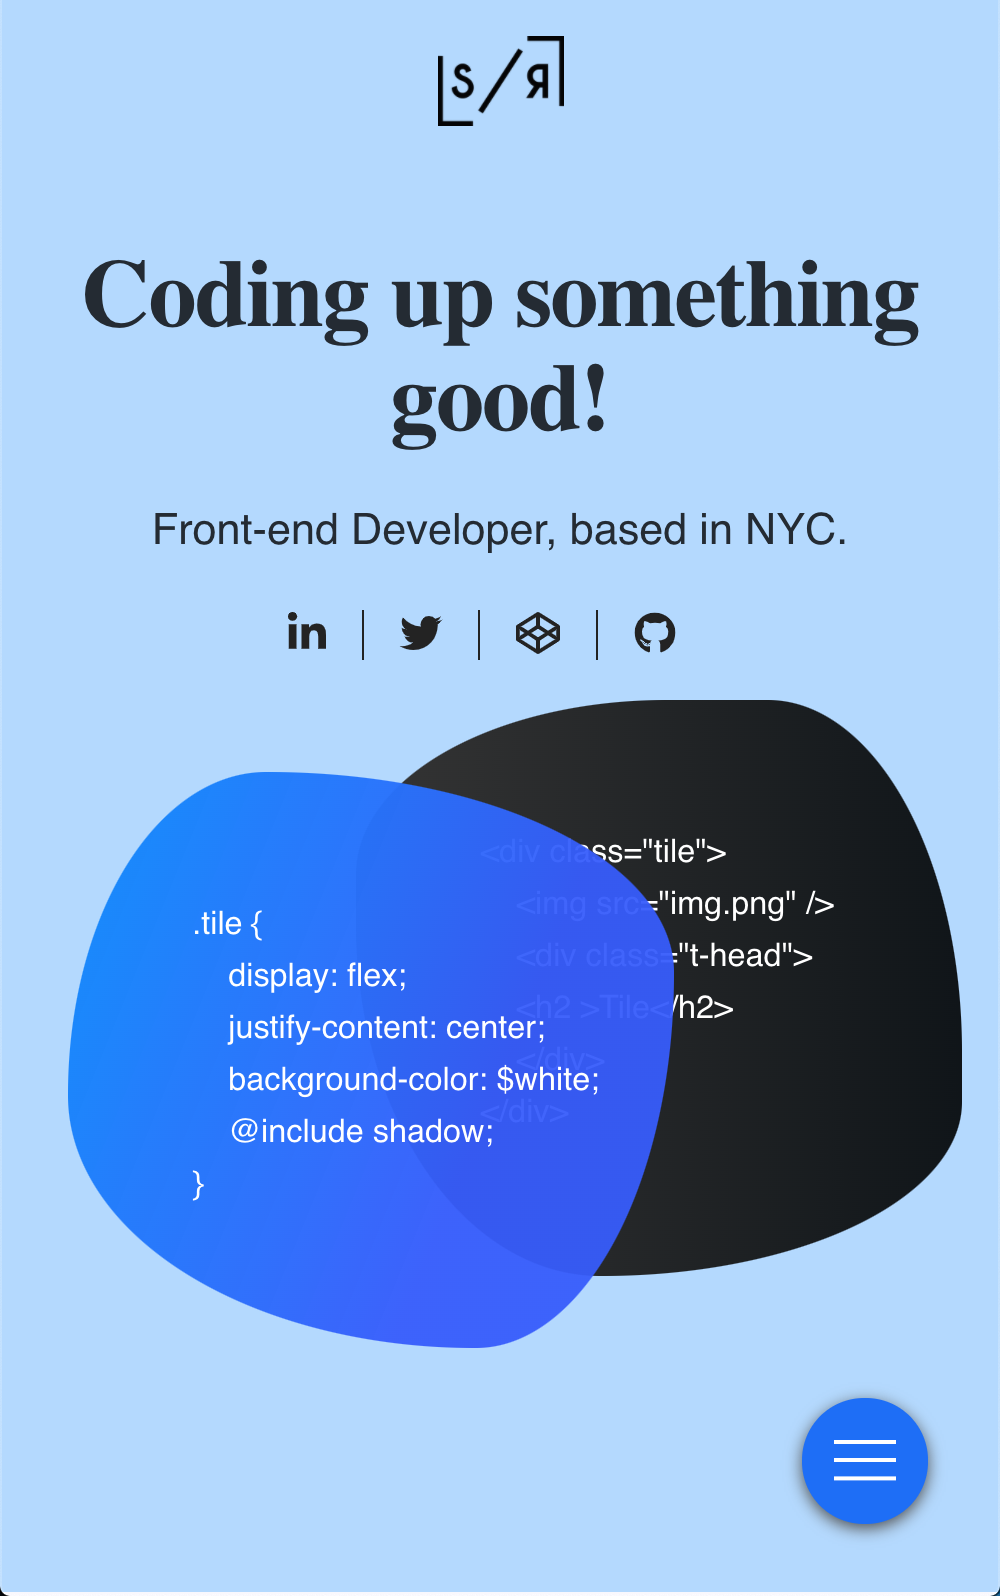 S/R
Coding up something
good!
Front-end Developer, based in NYC.
in
<div class="tile">
<img src="img.png" />
<div class="t-head">
<h2 >Tile</h2>
</div>
</div>
.tile {
display: flex;
justify-content: center;
background-color: $white;
@include shadow;
}